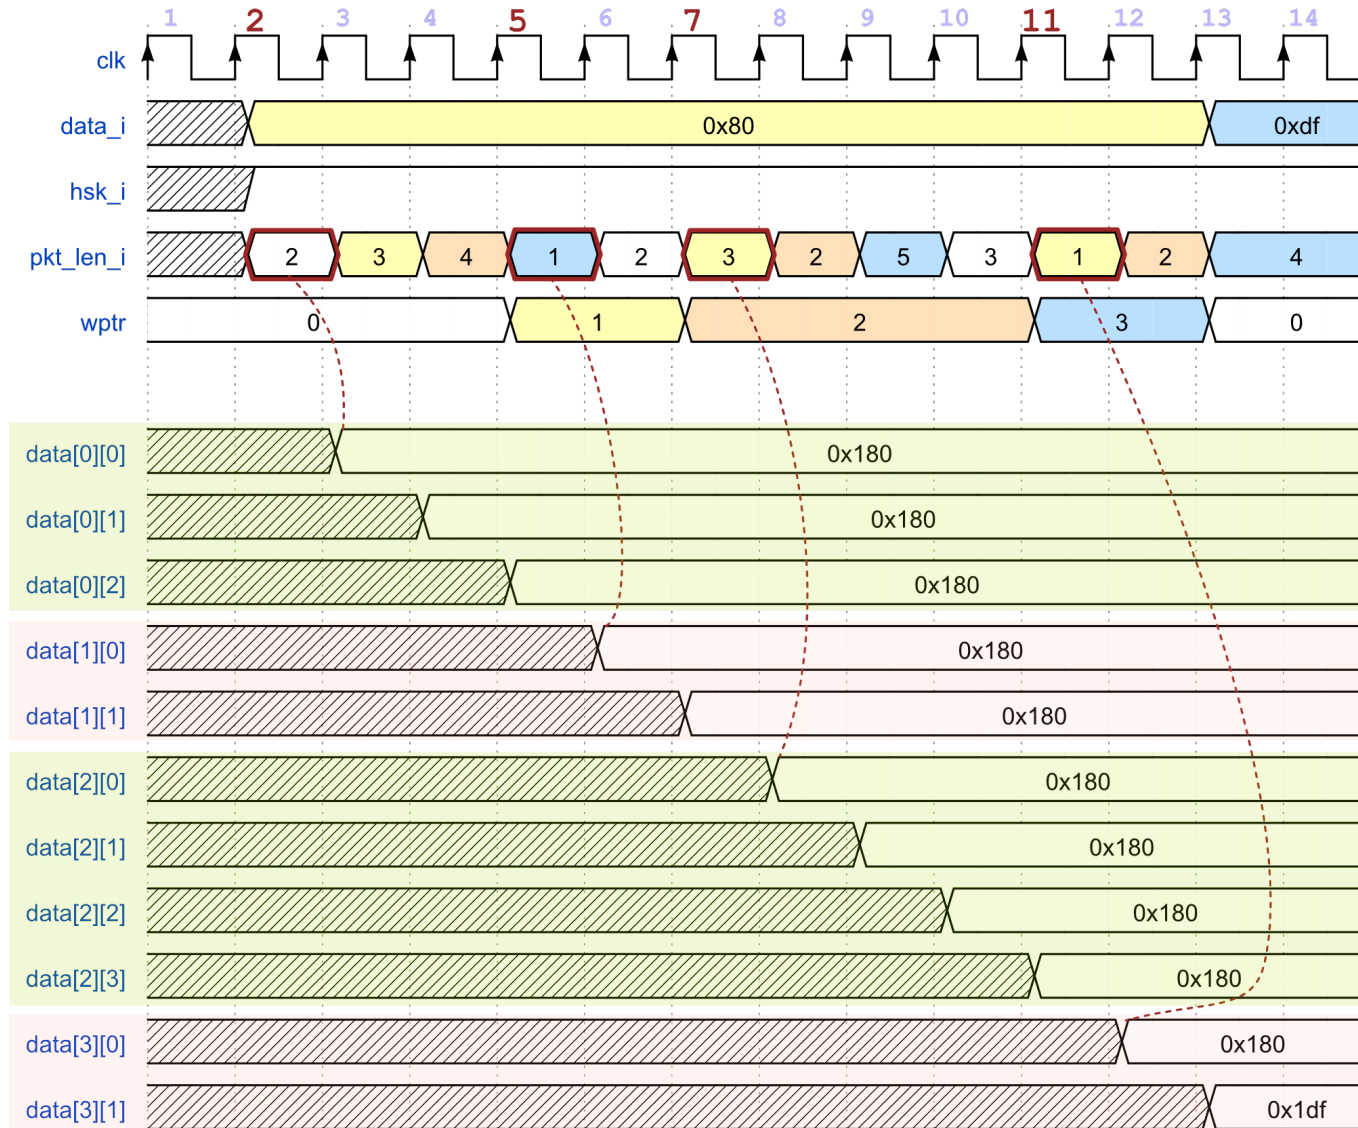 1 2 3 4 5 6 7 8 9 10 11 12 13 14
clk
data_i 0x80 0xdf
hsk_i
pkt_len_i 2 3 4 1 2 3 2 5 3 1 2 4
wptr 0 1 2 3 0
data[0][0] 0x180
data[0][1] 0x180
data[0][2] 0x180
data[1][0] 0x180
data[1][1] 0x180
data[2][0] 0x180
data[2][1] 0x180
data[2][2] 0x180
data[2][3] 0x180
data[3][0] 0x180
data[3][1] 0x1df